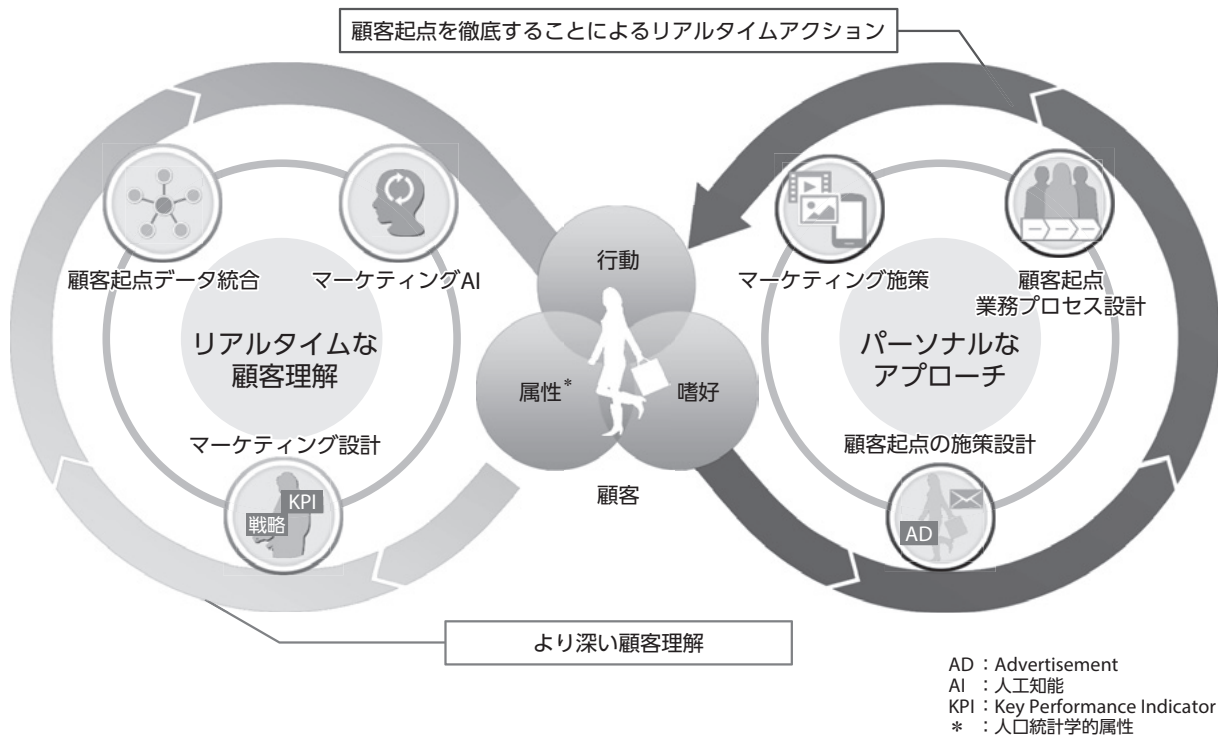 顧客起点を徹底することによるリアルタイムアクション
顧客起点データ統合
マーケティングAI
リアルタイムな
顧客理解
マーケティング設計
KPI
戦略
行動
属性*
嗜好
顧客
マーケティング施策
顧客起点
業務プロセス設計
パーソナルな
アプローチ
顧客起点の施策設計
AD
より深い顧客理解
AD：Advertisement
AI：人工知能
KPI：Key Performance Indicator
*：人口統計学的属性